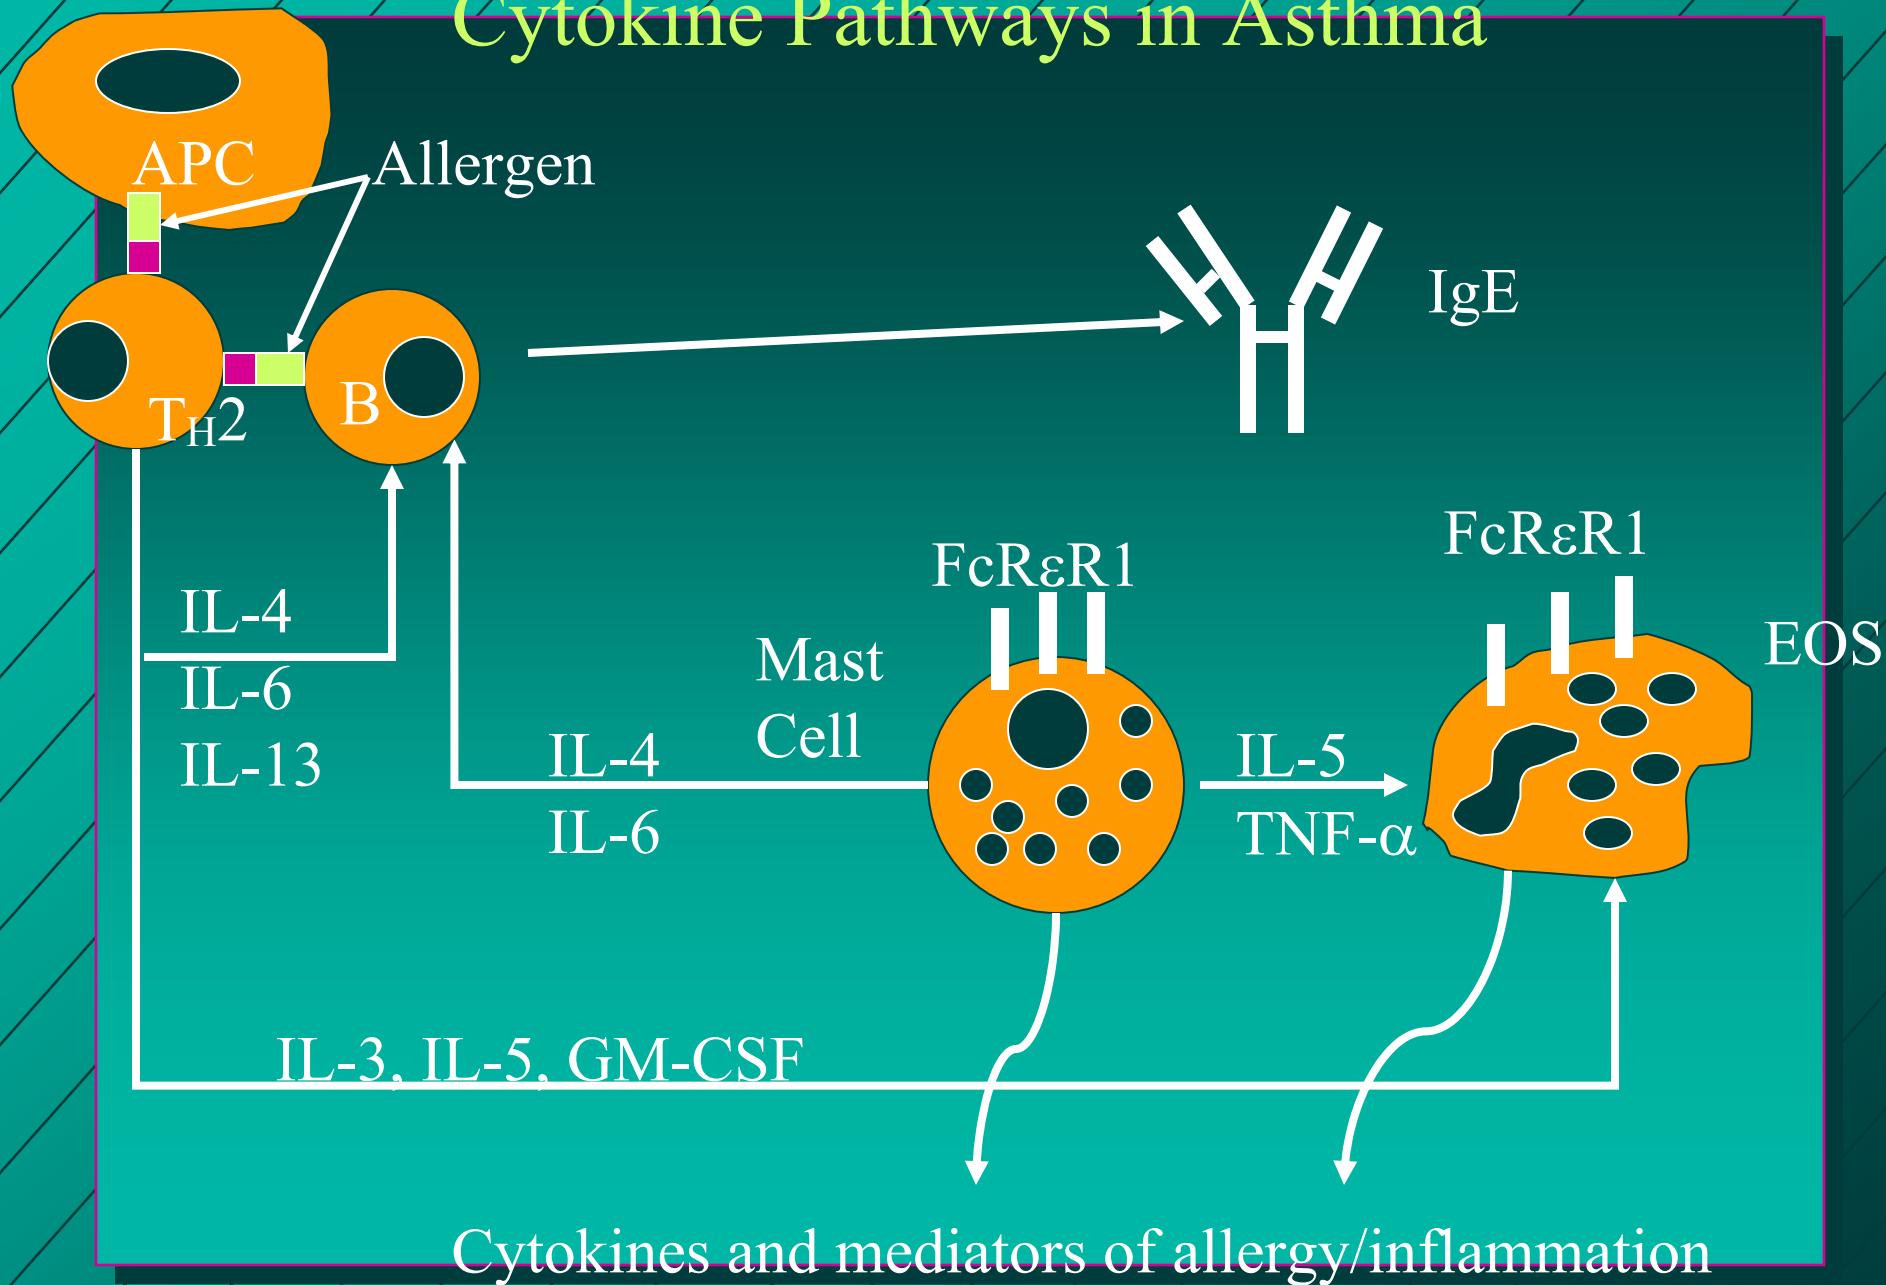 Cytokine Pathways in Asthma
APC
Allergen
IgE
TH2
B
FcRεR1
FcRεR1
EOS
Mast
Cell
IL-4
IL-6
IL-13
IL-4
IL-6
IL-5
TNF-α
IL-3, IL-5, GM-CSF
Cytokines and mediators of allergy/inflammation